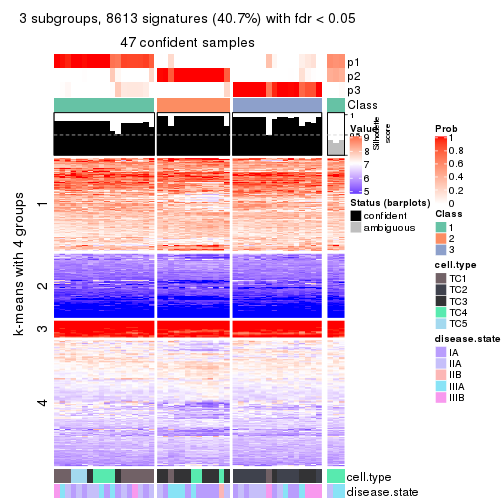 3 subgroups, 8613 signatures (40.7%) with fdr < 0.05
47 confident samples
p1
p2
p3
Class
1
0.5
Silhouette
score
Value
9
8
7
6
5
Status (barplots)
confident
ambiguous
Prob
1
0.8
0.6
0.4
0.2
0
Class
1
2
3
cell.type
TC1
TC2
TC3
TC4
TC5
disease.state
IA
IIA
IIB
IIIA
IIIB
k-means with 4 groups
1
2
3
4
cell.type
disease.state